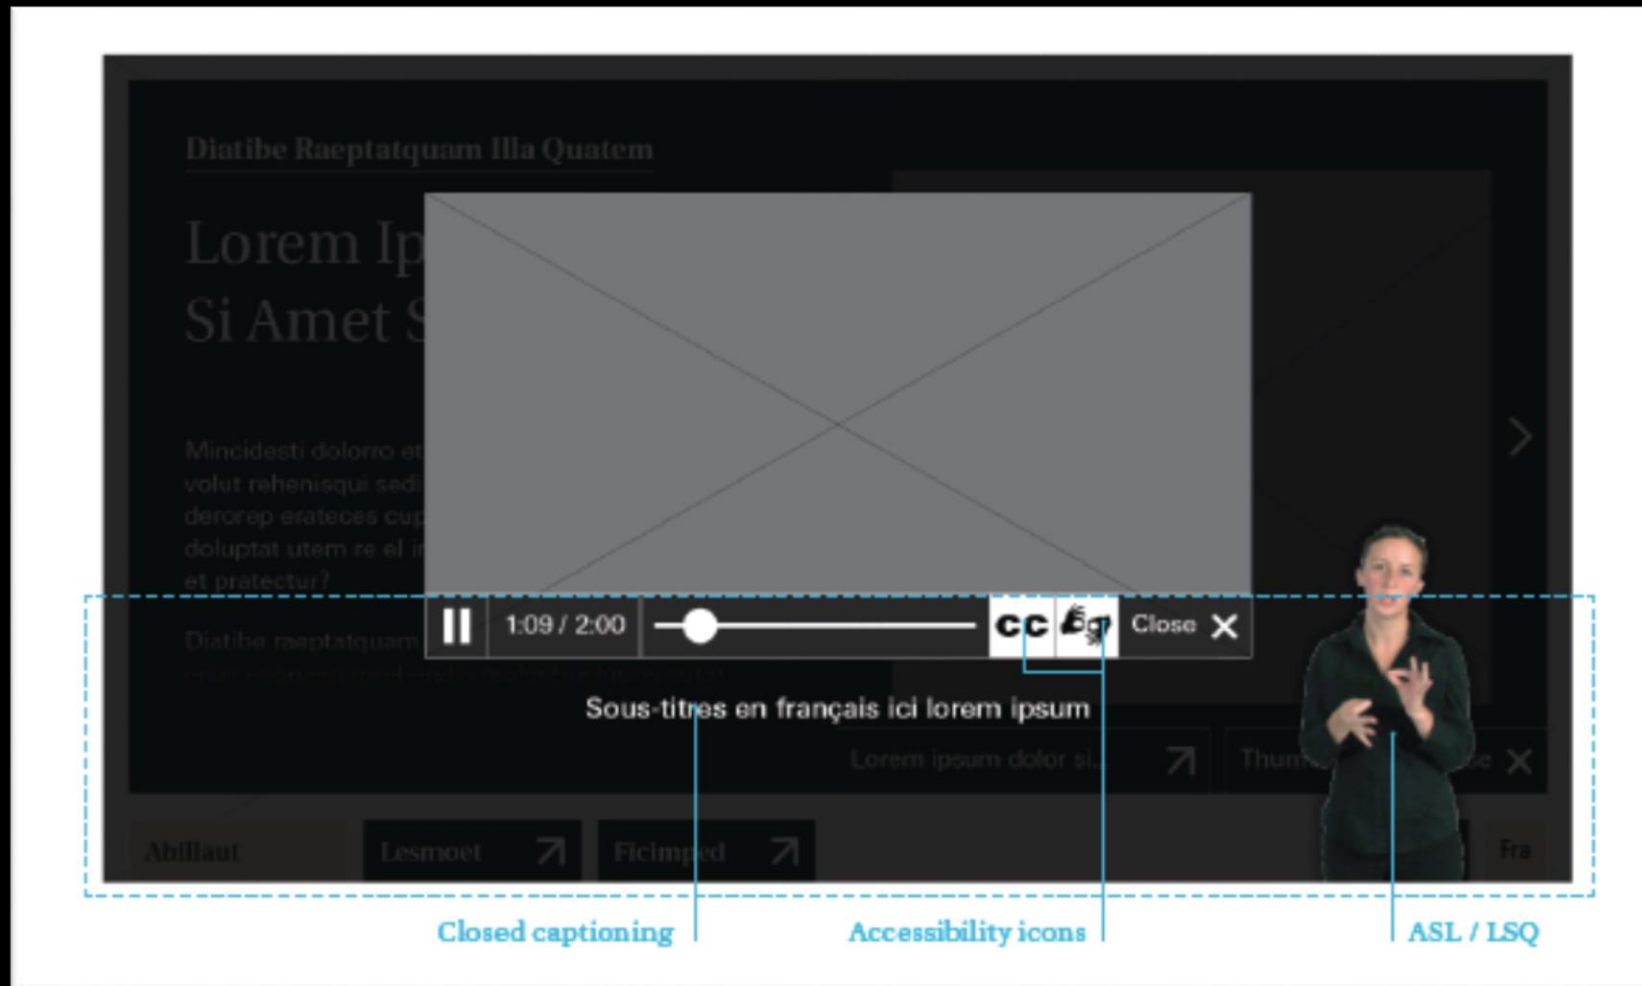 Diatibe Raeptatquam Illa Quatem
Lorem Ip
Si Amet S
Mincidesti dolorro et
volut rehenisqui sedi
derorep erateces cup
doluptat utem re el in
et pratectur?
Diatibe raeptatquam
1:09 / 2:00
CC
Close
Sous-titres en français ici lorem ipsum
Lorem ipsum dolor si...
Thum
se
Abillaut
Lesmoet
Ficimped
Fra
Closed captioning
Accessibility icons
ASL / LSQ